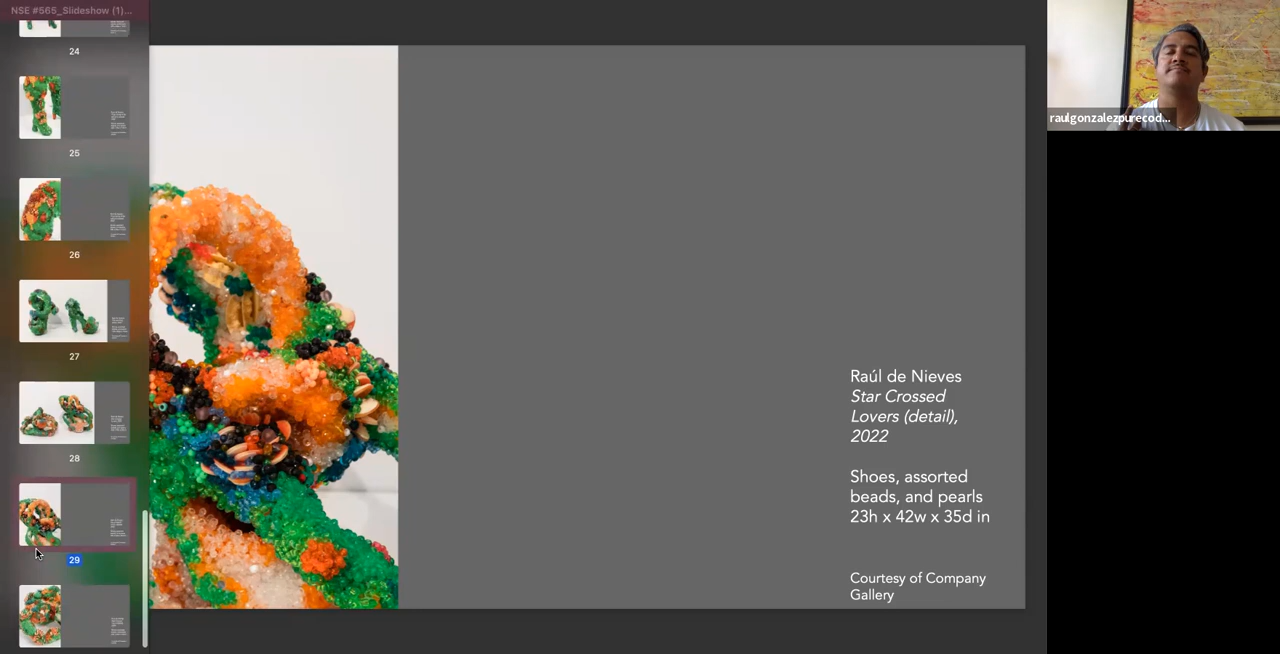 NSE #565_Slideshow (1)...
24
25
26
27
28
29
raulgonzalezpurecod...
Raúl de Nieves
Star Crossed
Lovers (detail),
2022
Shoes, assorted
beads, and pearls
23h x 42w x 35d in
Courtesy of Company
Gallery